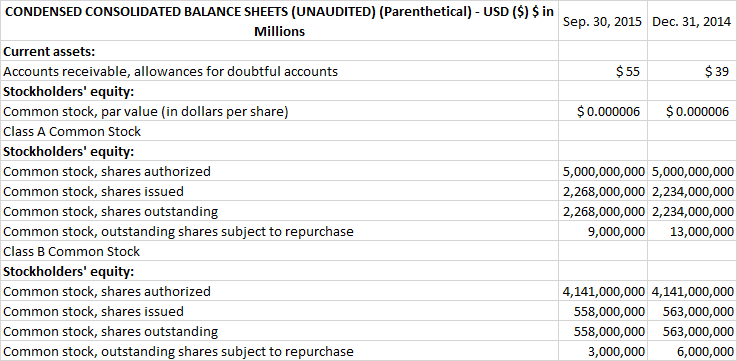 CONDENSED CONSOLIDATED BALANCE SHEETS (UNAUDITED) (Parenthetical) - USD ($) $ in Millions Sep. 30, 2015 Dec. 31, 2014
Current assets:
Accounts receivable, allowances for doubtful accounts $ 55 $ 39
Stockholders' equity:
Common stock, par value (in dollars per share) $ 0.000006 $ 0.000006
Class A Common Stock
Stockholders' equity:
Common stock, shares authorized 5,000,000,000 5,000,000,000
Common stock, shares issued 2,268,000,000 2,234,000,000
Common stock, shares outstanding 2,268,000,000 2,234,000,000
Common stock, outstanding shares subject to repurchase 9,000,000 13,000,000
Class B Common Stock
Stockholders' equity:
Common stock, shares authorized 4,141,000,000 4,141,000,000
Common stock, shares issued 558,000,000 563,000,000
Common stock, shares outstanding 558,000,000 563,000,000
Common stock, outstanding shares subject to repurchase 3,000,000 6,000,000